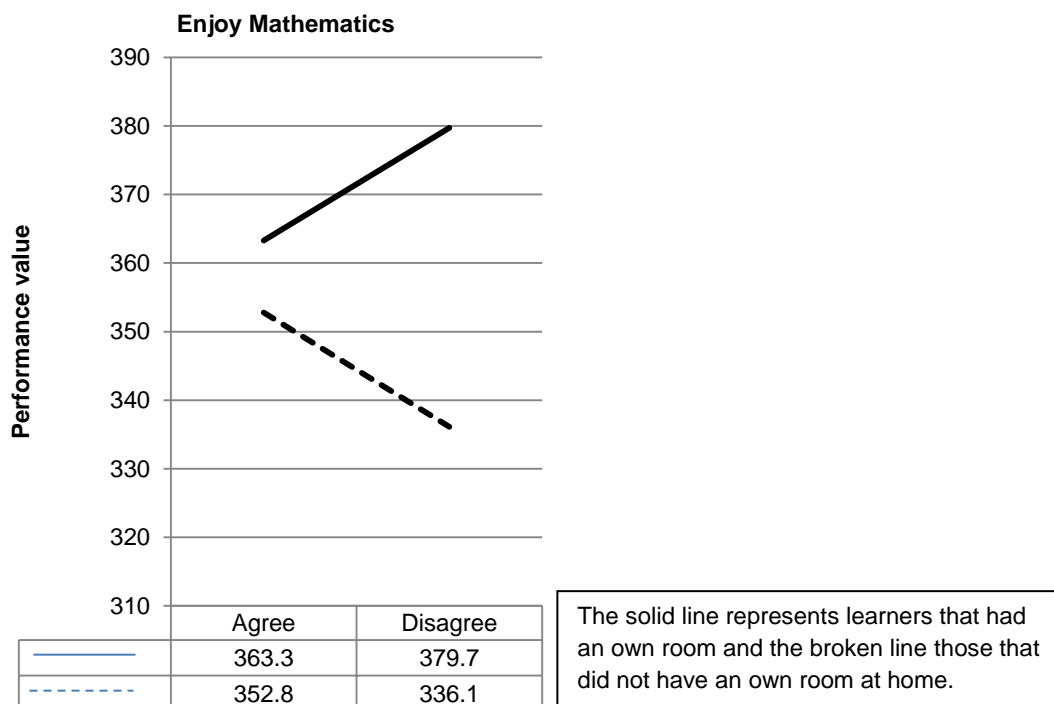 Enjoy Mathematics
390
380
370
360
350
340
330
320
310
Performance value
Agree Disagree
363.3 379.7
352.8 336.1
The solid line represents learners that had
an own room and the broken line those that
did not have an own room at home.